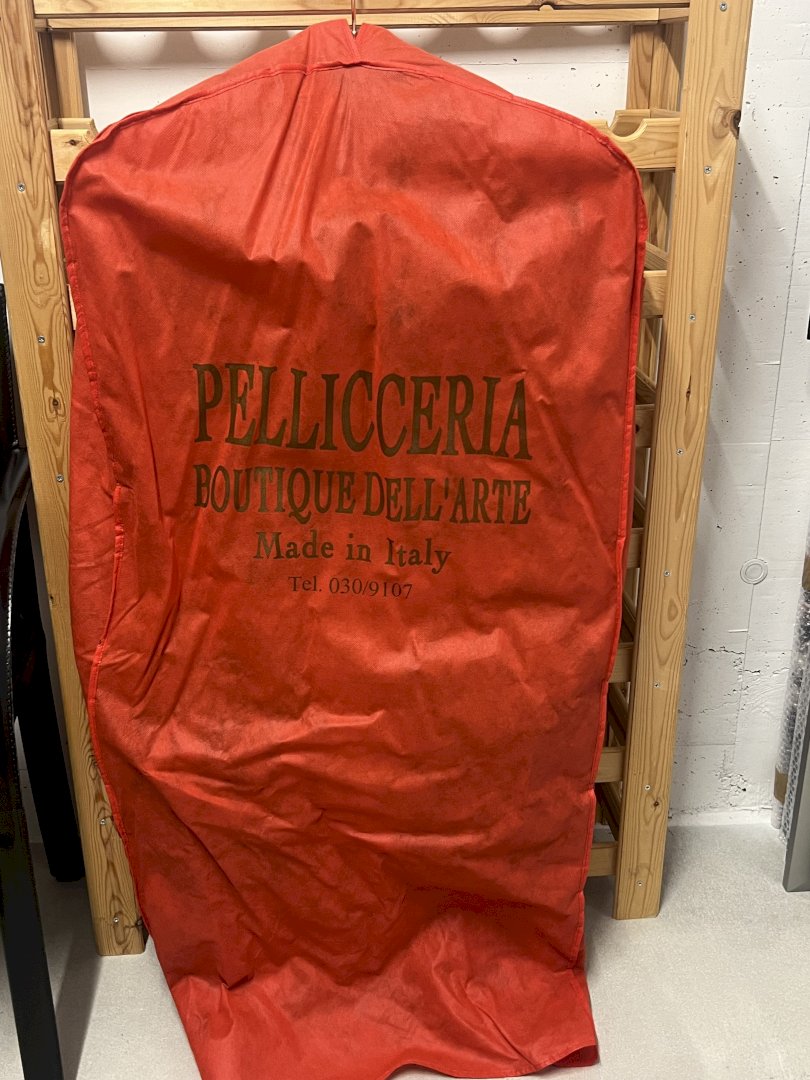 PELLICCERIA
BOUTIQUE DELL'ARTE
Made in Italy
Tel. 030/9107